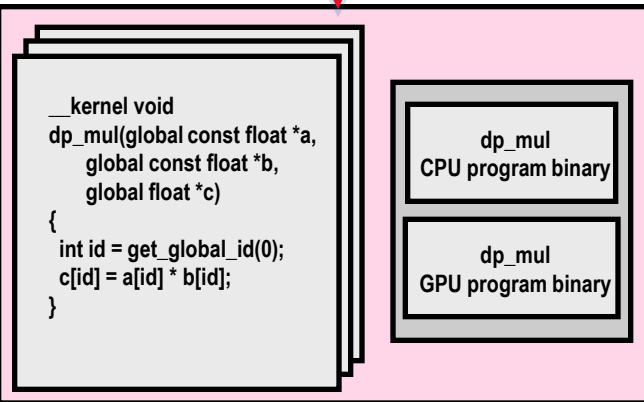 __kernel void
dp_mul(global const float *a,
global const float *b,
global float *c)
{
int id = get_global_id(0);
c[id] = a[id] * b[id];
}
dp_mul
CPU program binary
dp_mul
GPU program binary